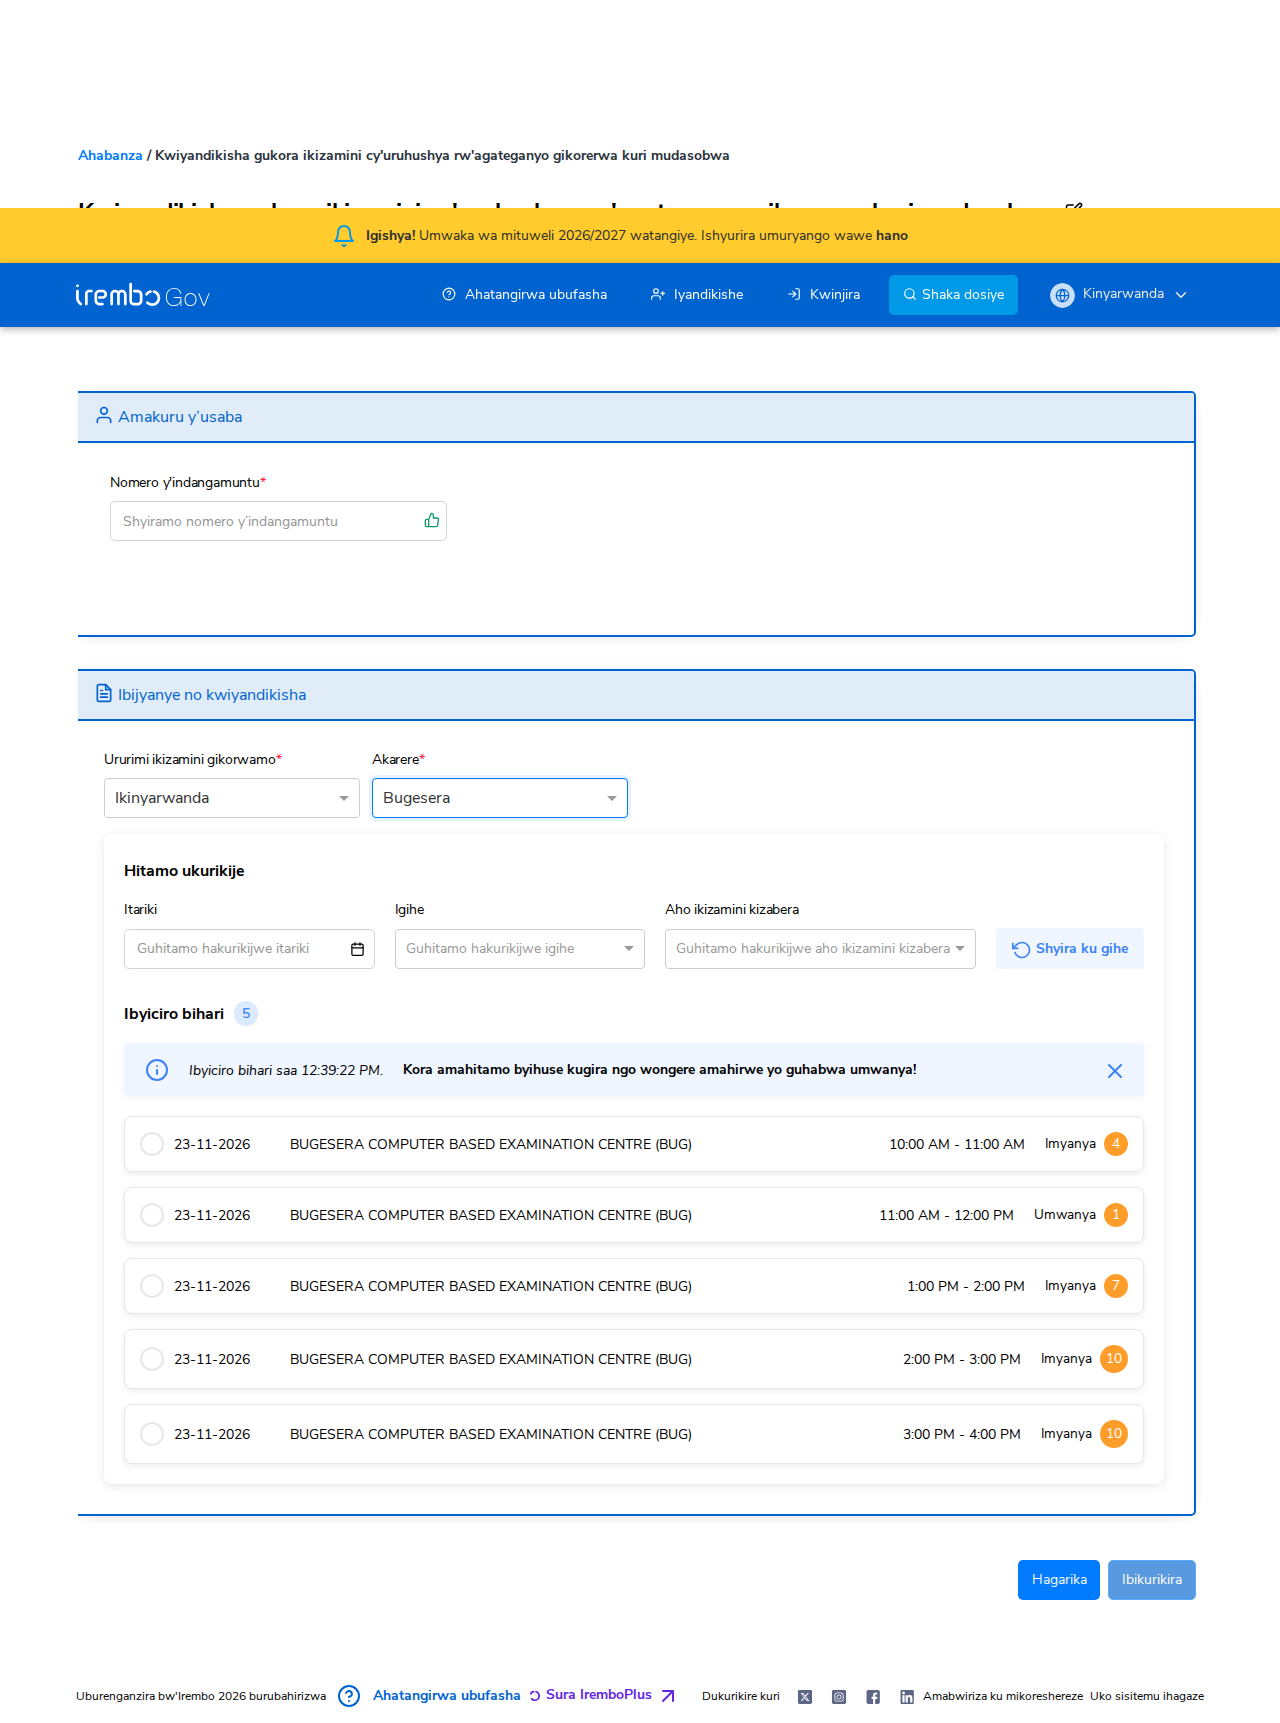 Ahabanza / Kwiyandikisha gukora ikizamini cy'uruhushya rw'agateganyo gikorerwa kuri mudasobwa
Igishya! Umwaka wa mituweli 2026/2027 watangiye. Ishyurira umuryango wawe hano
irembo Gov
Ahatangirwa ubufasha
Iyandikishe
Kwinjira
Shaka dosiye
Kinyarwanda
Amakuru y’usaba
Nomero y'indangamuntu*
Shyiramo nomero y’indangamuntu
Ibijyanye no kwiyandikisha
Ururimi ikizamini gikorwamo*
Akarere*
Ikinyarwanda
Bugesera
Hitamo ukurikije
Itariki
Igihe
Aho ikizamini kizabera
Guhitamo hakurikijwe itariki
Guhitamo hakurikijwe igihe
Guhitamo hakurikijwe aho ikizamini kizabera
Shyira ku gihe
Ibyiciro bihari 5
Ibyiciro bihari saa 12:39:22 PM. Kora amahitamo byihuse kugira ngo wongere amahirwe yo guhabwa umwanya!
23-11-2026 BUGESERA COMPUTER BASED EXAMINATION CENTRE (BUG) 10:00 AM - 11:00 AM Imyanya 4
23-11-2026 BUGESERA COMPUTER BASED EXAMINATION CENTRE (BUG) 11:00 AM - 12:00 PM Umwanya 1
23-11-2026 BUGESERA COMPUTER BASED EXAMINATION CENTRE (BUG) 1:00 PM - 2:00 PM Imyanya 7
23-11-2026 BUGESERA COMPUTER BASED EXAMINATION CENTRE (BUG) 2:00 PM - 3:00 PM Imyanya 10
23-11-2026 BUGESERA COMPUTER BASED EXAMINATION CENTRE (BUG) 3:00 PM - 4:00 PM Imyanya 10
Hagarika
Ibikurikira
Uburenganzira bw'Irembo 2026 burubahirizwa
Ahatangirwa ubufasha
Sura IremboPlus
Dukurikire kuri
Amabwiriza ku mikoreshereze
Uko sisitemu ihagaze